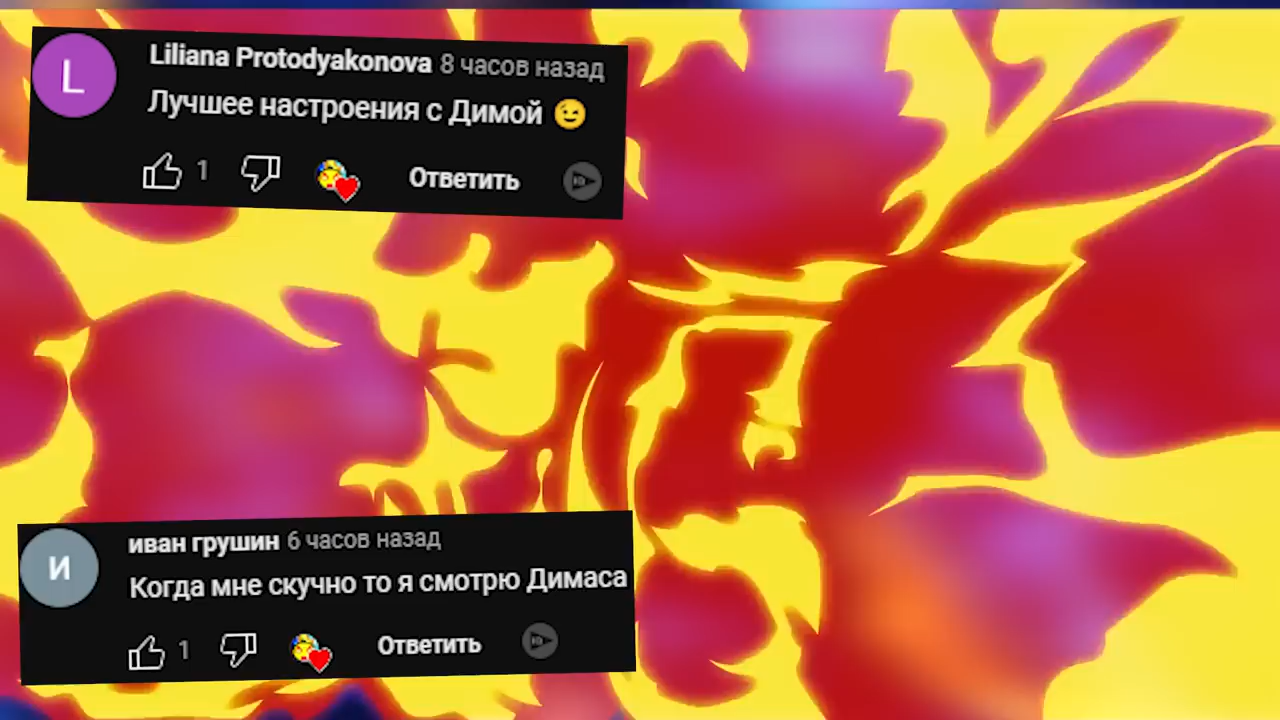 L
Liliana Protodyakonova 8 часов назад
Лучшее настроения с Димой 😉
1
Ответить
И
иван грушин 6 часов назад
Когда мне скучно то я смотрю Димаса
1
Ответить